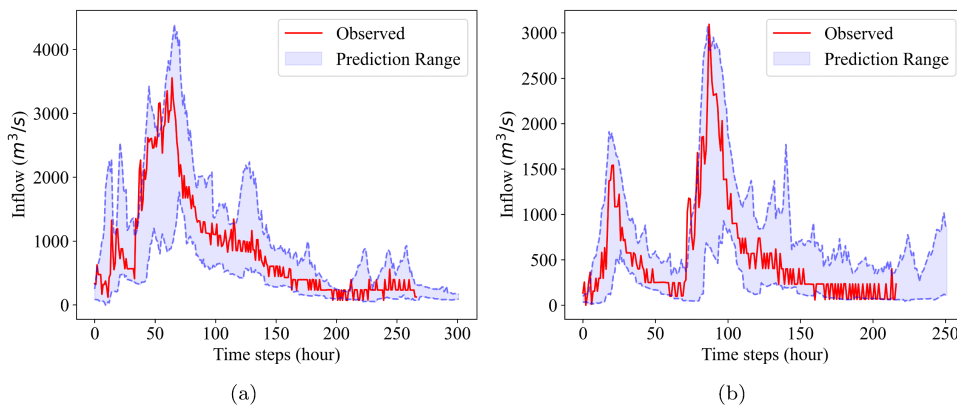 Observed
Prediction Range
Inflow (m³/s)
4000
3000
2000
1000
0
0 50 100 150 200 250 300
Time steps (hour)
(a)
Observed
Prediction Range
Inflow (m³/s)
3000
2500
2000
1500
1000
500
0
0 50 100 150 200 250
Time steps (hour)
(b)